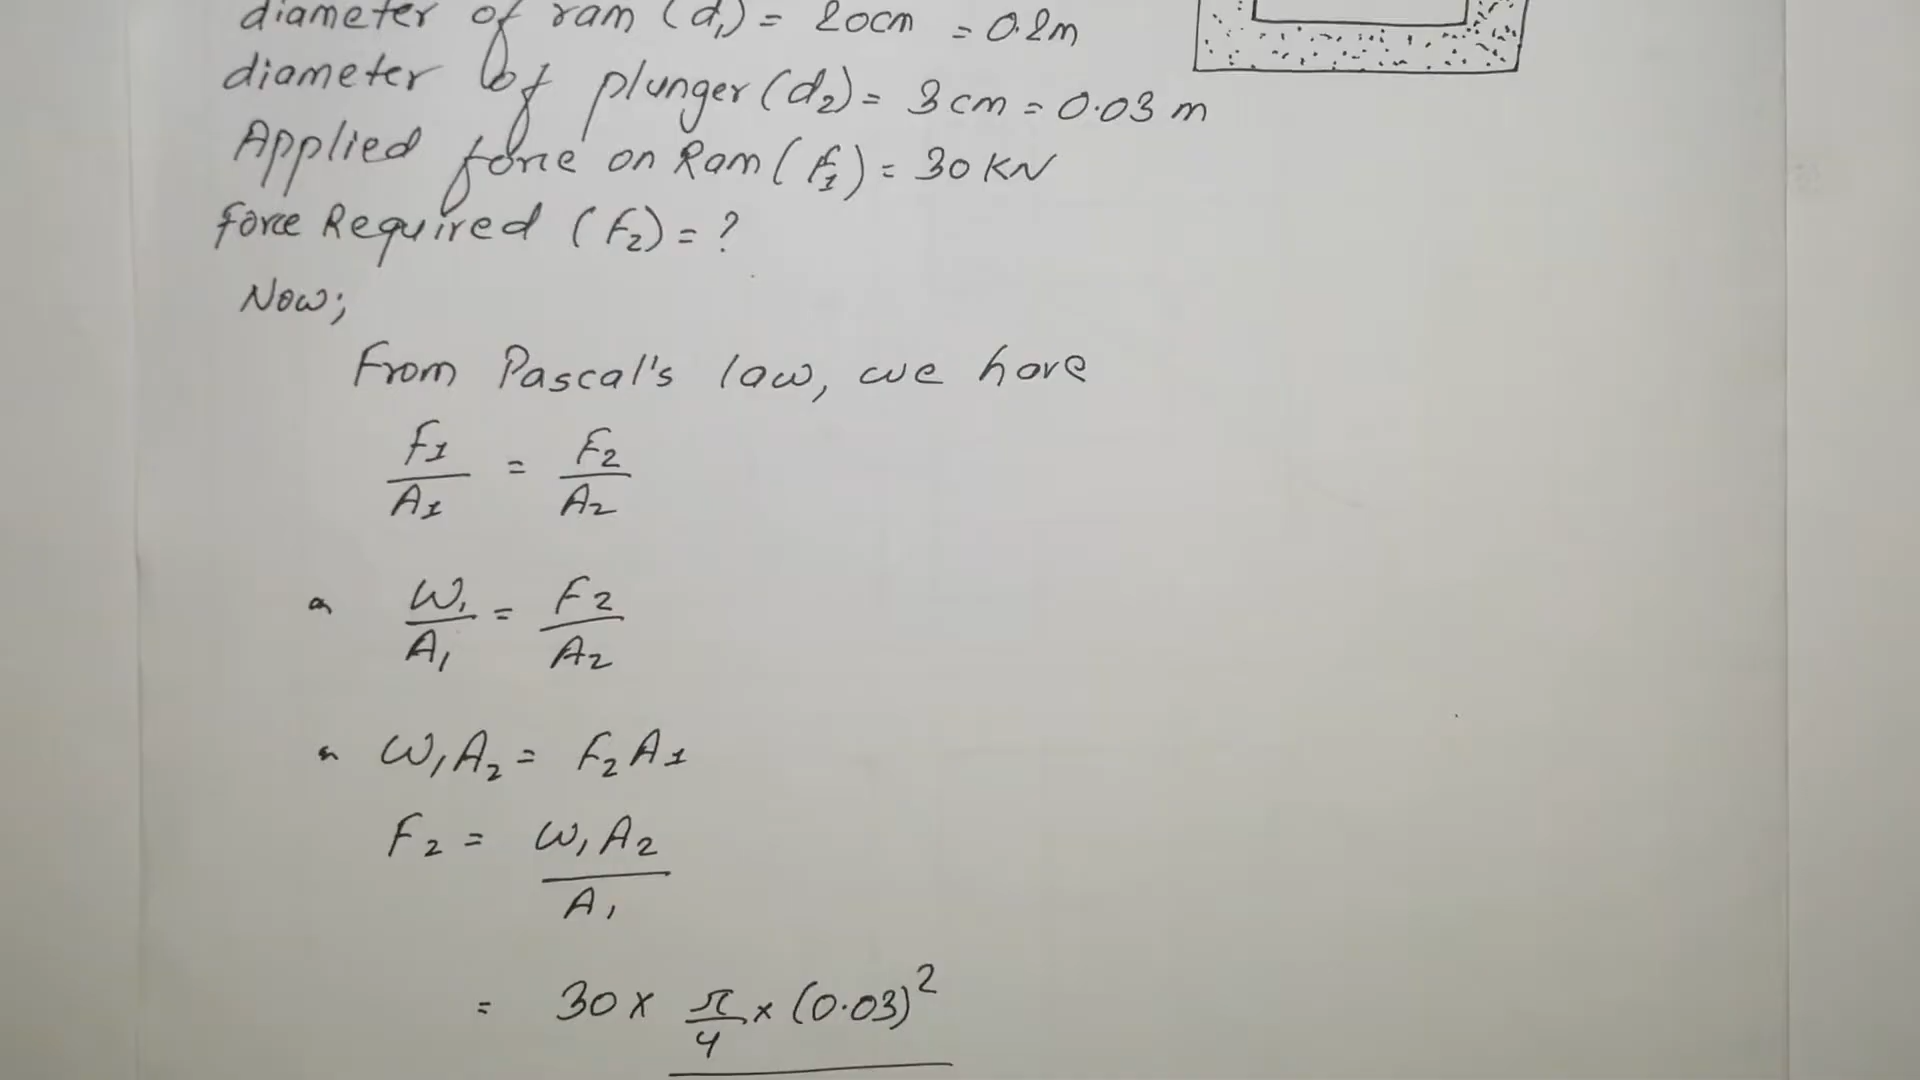 diameter of ram (d₁) = 20cm = 0.2m
diameter of plunger (d₂) = 3 cm = 0.03 m
Applied force on Ram (F₁) = 30 KN
force Required (F₂) = ?
Now;
From Pascal's law, we have
F₁/A₁ = F₂/A₂
W₁/A₁ = F₂/A₂
W₁A₂ = F₂A₁
F₂ = W₁A₂/A₁
= 30 × π/4 × (0.03)²